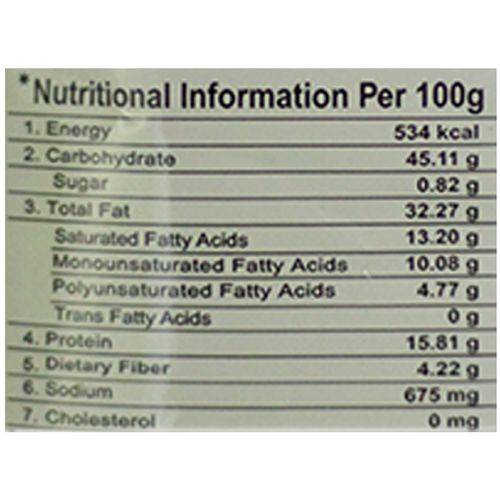 *Nutritional Information Per 100g
1. Energy 534 kcal
2. Carbohydrate 45.11 g
Sugar 0.82 g
3. Total Fat 32.27 g
Saturated Fatty Acids 13.20 g
Monounsaturated Fatty Acids 10.08 g
Polyunsaturated Fatty Acids 4.77 g
Trans Fatty Acids 0 g
4. Protein 15.81 g
5. Dietary Fiber 4.22 g
6. Sodium 675 mg
7. Cholesterol 0 mg